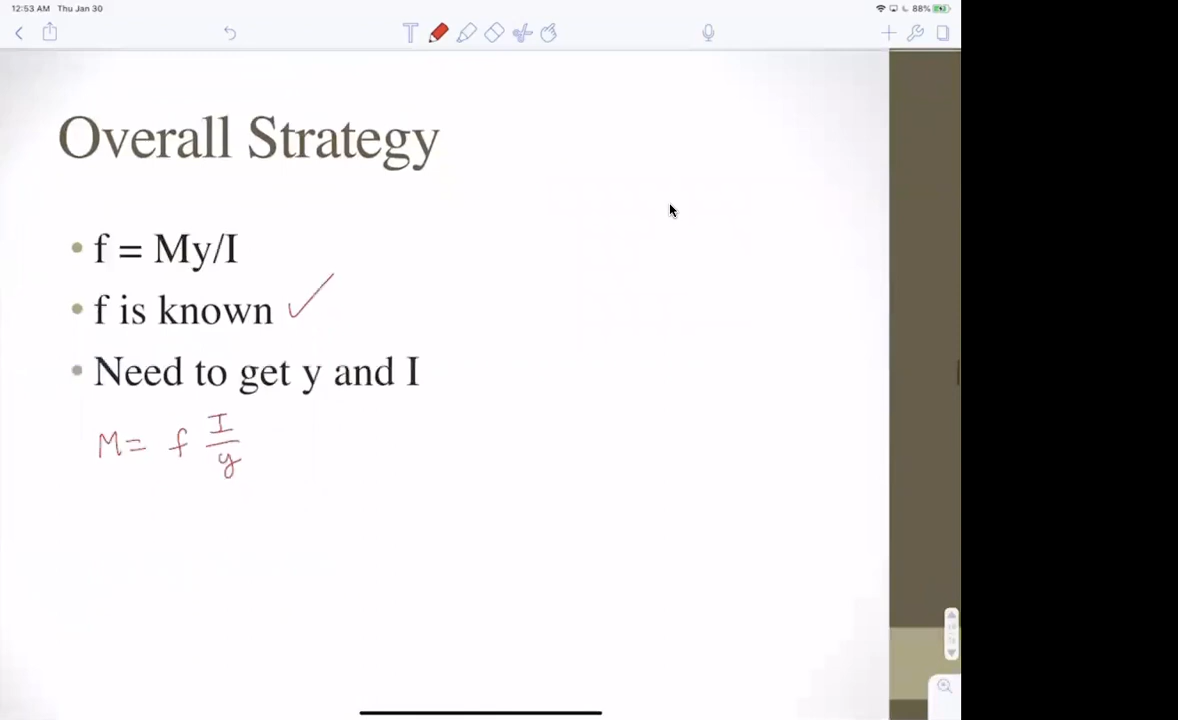 12:53 AM Thu Jan 30
88%
Overall Strategy
• f = My/I
• f is known ✓
• Need to get y and I
M = f I/y